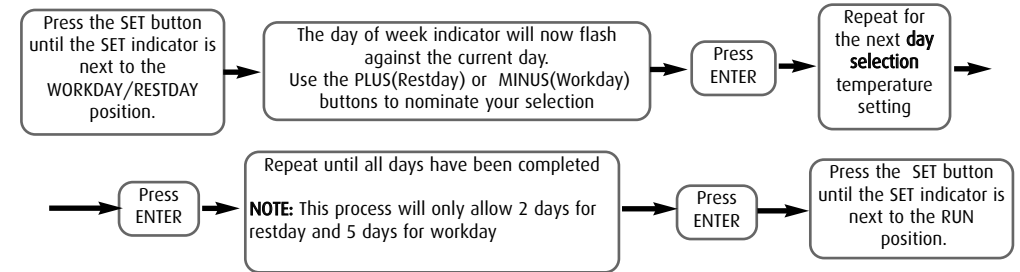 Press the SET button
until the SET indicator is
next to the
WORKDAY/RESTDAY
position.
The day of week indicator will now flash
against the current day.
Use the PLUS(Restday) or MINUS(Workday)
buttons to nominate your selection
Press
ENTER
Repeat for
the next day
selection
temperature
setting
Press
ENTER
Repeat until all days have been completed
NOTE: This process will only allow 2 days for
restday and 5 days for workday
Press
ENTER
Press the SET button
until the SET indicator is
next to the RUN
position.